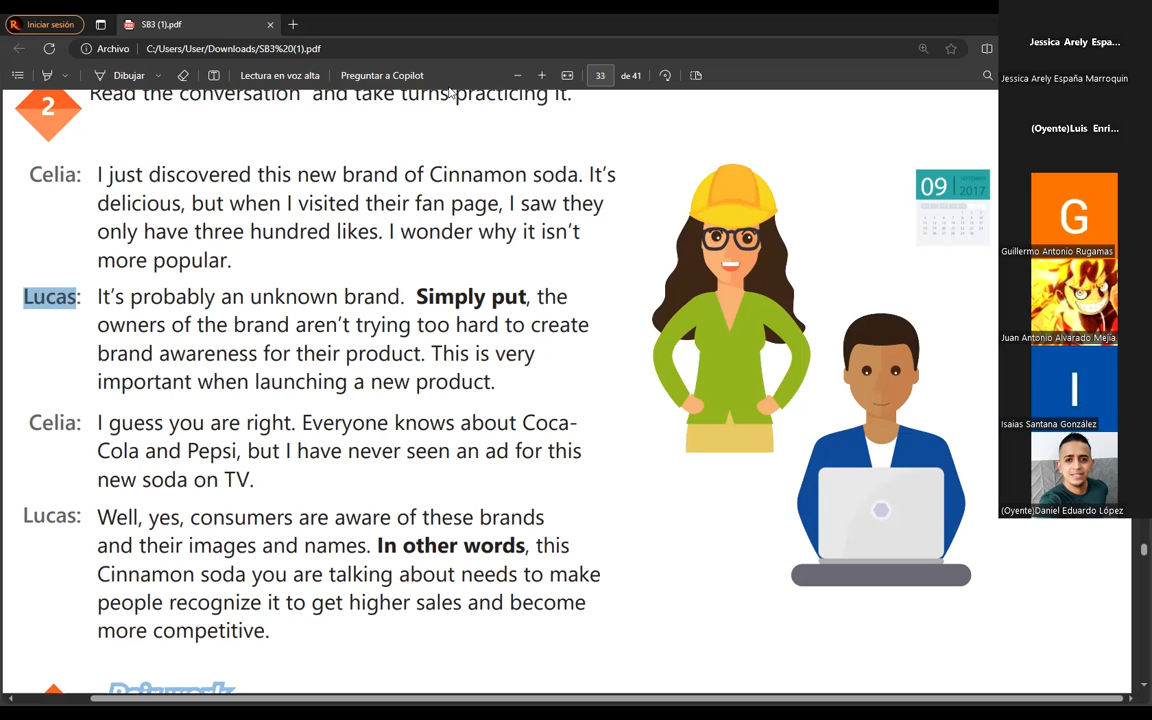 Iniciar sesión
SB3 (1).pdf
Archivo
C:/Users/User/Downloads/SB3%20(1).pdf
Dibujar
Lectura en voz alta
Preguntar a Copilot
33
de 41
2
Read the conversation and take turns practicing it.
Celia: I just discovered this new brand of Cinnamon soda. It's
delicious, but when I visited their fan page, I saw they
only have three hundred likes. I wonder why it isn't
more popular.
Lucas: It's probably an unknown brand. Simply put, the
owners of the brand aren't trying too hard to create
brand awareness for their product. This is very
important when launching a new product.
Celia: I guess you are right. Everyone knows about Coca-
Cola and Pepsi, but I have never seen an ad for this
new soda on TV.
Lucas: Well, yes, consumers are aware of these brands
and their images and names. In other words, this
Cinnamon soda you are talking about needs to make
people recognize it to get higher sales and become
more competitive.
Pairwork
09
2017
Jessica Arely Espa...
Jessica Arely España Marroquin
(Oyente)Luis Enri...
G
Guillermo Antonio Rugamas
Juan Antonio Alvarado Mejía
I
Isaias Santana González
(Oyente)Daniel Eduardo López